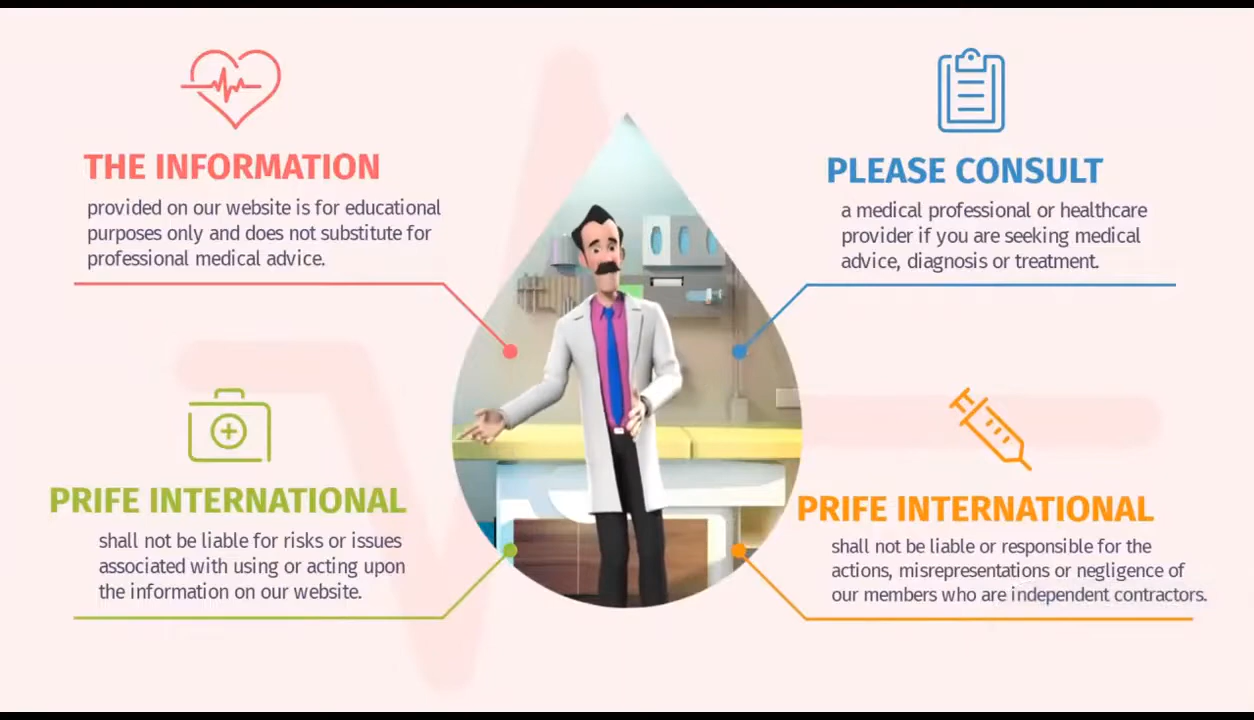 THE INFORMATION
provided on our website is for educational
purposes only and does not substitute for
professional medical advice.
PLEASE CONSULT
a medical professional or healthcare
provider if you are seeking medical
advice, diagnosis or treatment.
PRIFE INTERNATIONAL
shall not be liable for risks or issues
associated with using or acting upon
the information on our website.
PRIFE INTERNATIONAL
shall not be liable or responsible for the
actions, misrepresentations or negligence of
our members who are independent contractors.